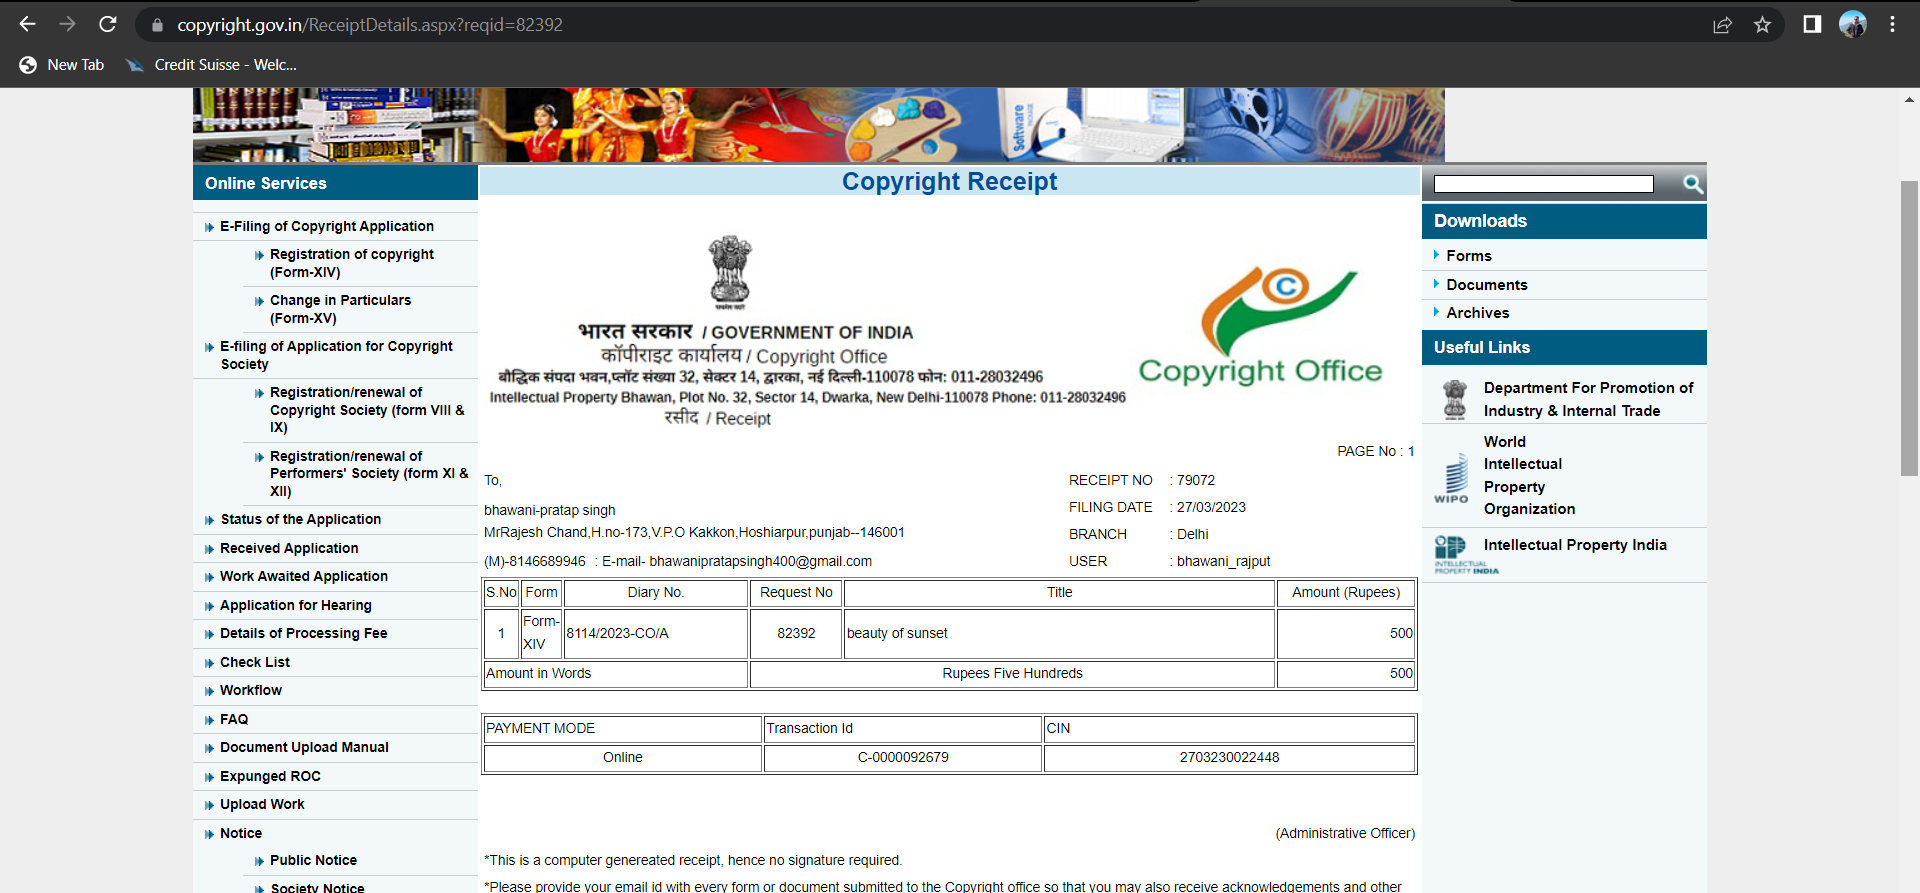 copyright.gov.in/ReceiptDetails.aspx?reqid=82392
New Tab
Credit Suisse - Welc...
Software
Online Services
E-Filing of Copyright Application
Registration of copyright
(Form-XIV)
Change in Particulars
(Form-XV)
E-filing of Application for Copyright
Society
Registration/renewal of
Copyright Society (form VIII &
IX)
Registration/renewal of
Performers' Society (form XI &
XII)
Status of the Application
Received Application
Work Awaited Application
Application for Hearing
Details of Processing Fee
Check List
Workflow
FAQ
Document Upload Manual
Expunged ROC
Upload Work
Notice
Public Notice
Society Notice
Copyright Receipt
भारत सरकार / GOVERNMENT OF INDIA
कॉपीराइट कार्यालय / Copyright Office
बौद्धिक संपदा भवन,प्लॉट संख्या 32, सेक्टर 14, द्वारका, नई दिल्ली-110078 फोन: 011-28032496
Intellectual Property Bhawan, Plot No. 32, Sector 14, Dwarka, New Delhi-110078 Phone: 011-28032496
रसीद / Receipt
C
Copyright Office
PAGE No : 1
To,
RECEIPT NO : 79072
bhawani-pratap singh
FILING DATE : 27/03/2023
MrRajesh Chand,H.no-173,V.P.O Kakkon,Hoshiarpur,punjab--146001
BRANCH : Delhi
(M)-8146689946 : E-mail- bhawanipratapsingh400@gmail.com
USER : bhawani_rajput
S.No Form Diary No. Request No Title Amount (Rupees)
1 Form-XIV 8114/2023-CO/A 82392 beauty of sunset 500
Amount in Words Rupees Five Hundreds 500
PAYMENT MODE Transaction Id CIN
Online C-0000092679 2703230022448
(Administrative Officer)
*This is a computer genereated receipt, hence no signature required.
*Please provide your email id with every form or document submitted to the Copyright office so that you may also receive acknowledgements and other
Downloads
Forms
Documents
Archives
Useful Links
Department For Promotion of
Industry & Internal Trade
WIPO
World
Intellectual
Property
Organization
INTELLECTUAL
PROPERTY INDIA
Intellectual Property India